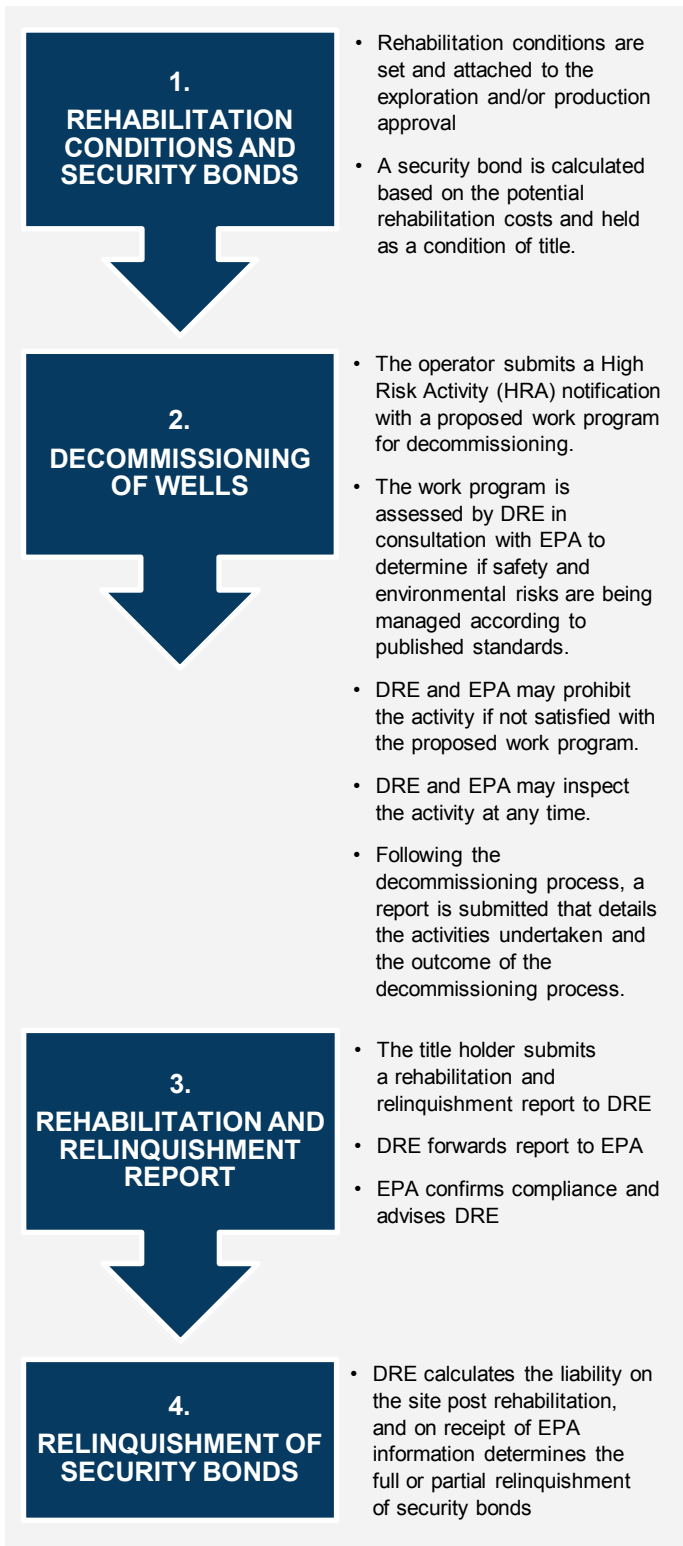 1.
REHABILITATION
CONDITIONS AND
SECURITY BONDS
• Rehabilitation conditions are
set and attached to the
exploration and/or production
approval
• A security bond is calculated
based on the potential
rehabilitation costs and held
as a condition of title.
2.
DECOMMISSIONING
OF WELLS
• The operator submits a High
Risk Activity (HRA) notification
with a proposed work program
for decommissioning.
• The work program is
assessed by DRE in
consultation with EPA to
determine if safety and
environmental risks are being
managed according to
published standards.
• DRE and EPA may prohibit
the activity if not satisfied with
the proposed work program.
• DRE and EPA may inspect
the activity at any time.
• Following the
decommissioning process, a
report is submitted that details
the activities undertaken and
the outcome of the
decommissioning process.
3.
REHABILITATION AND
RELINQUISHMENT
REPORT
• The title holder submits
a rehabilitation and
relinquishment report to DRE
• DRE forwards report to EPA
• EPA confirms compliance and
advises DRE
4.
RELINQUISHMENT OF
SECURITY BONDS
• DRE calculates the liability on
the site post rehabilitation,
and on receipt of EPA
information determines the
full or partial relinquishment
of security bonds